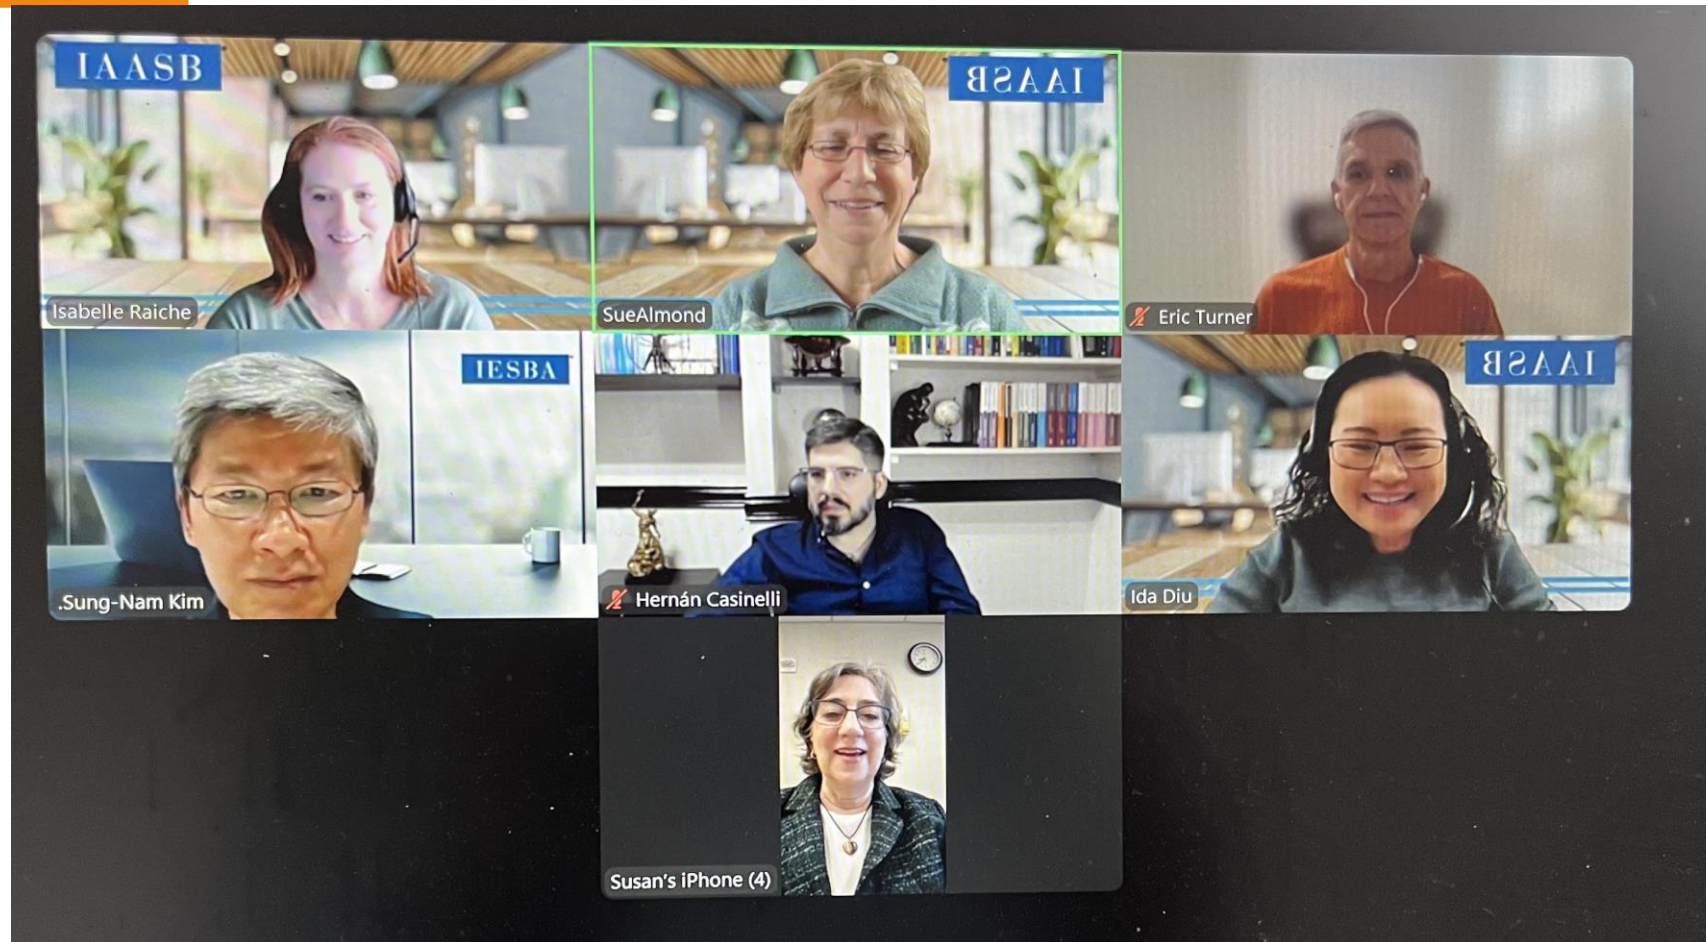 IAASB
IAASB
Isabelle Raiche
SueAlmond
Eric Turner
IESBA
IAASB
.Sung-Nam Kim
Hernán Casinelli
Ida Diu
Susan's iPhone (4)